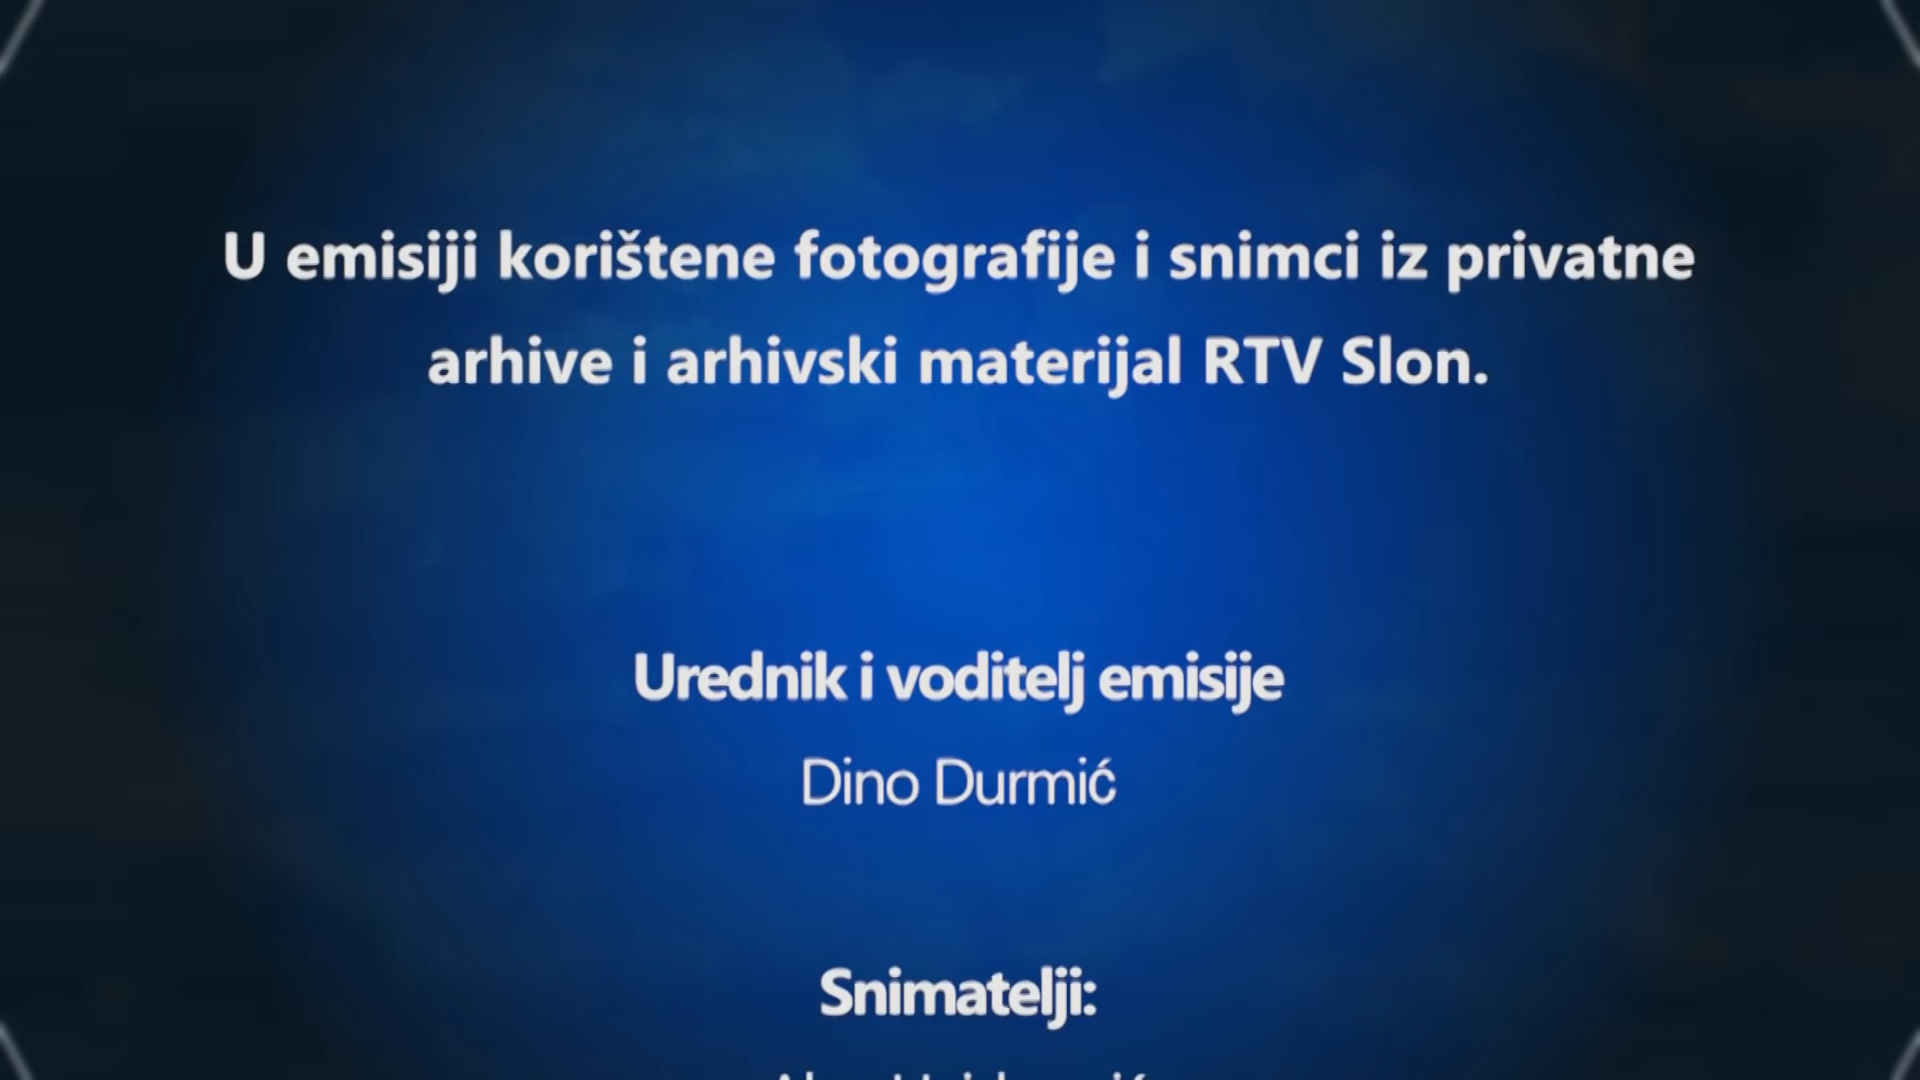 U emisiji korištene fotografije i snimci iz privatne
arhive i arhivski materijal RTV Slon.
Urednik i voditelj emisije
Dino Durmić
Snimatelji: